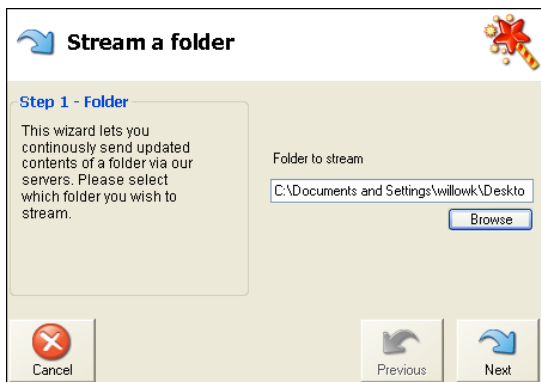 Stream a folder
Step 1 - Folder
This wizard lets you
continously send updated
contents of a folder via our
servers. Please select
which folder you wish to
stream.
Folder to stream
C:\Documents and Settings\willowk\Deskto
Browse
Cancel
Previous
Next